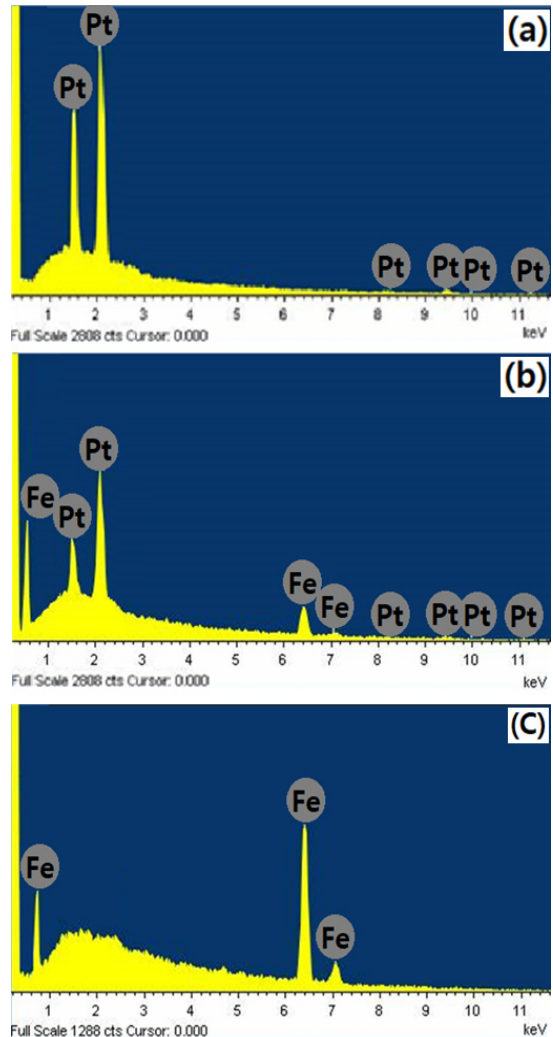 (a)
Pt
Pt
Pt Pt Pt Pt
1 2 3 4 5 6 7 8 9 10 11
Full Scale 2808 cts Cursor: 0.000 keV
(b)
Pt
Fe Pt
Fe Fe Pt Pt Pt Pt
1 2 3 4 5 6 7 8 9 10 11
Full Scale 2808 cts Cursor: 0.000 keV
(C)
Fe
Fe
Fe
1 2 3 4 5 6 7 8 9 10 11
Full Scale 1288 cts Cursor: 0.000 keV